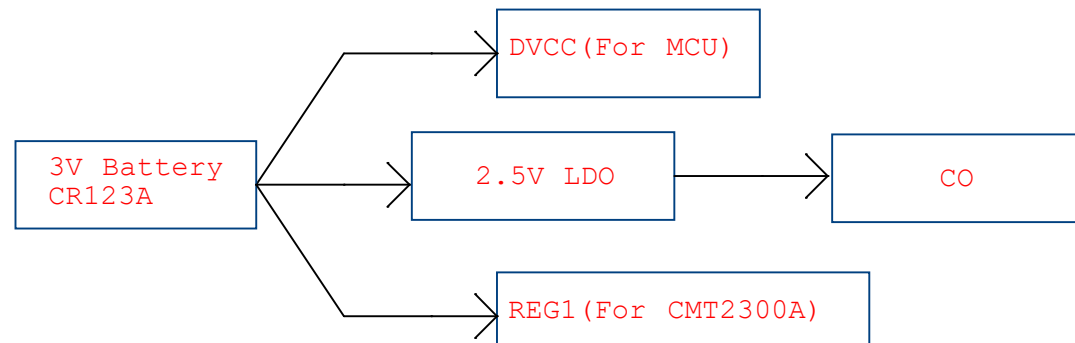 DVCC(For MCU)
3V Battery
CR123A
2.5V LDO
CO
REG1(For CMT2300A)